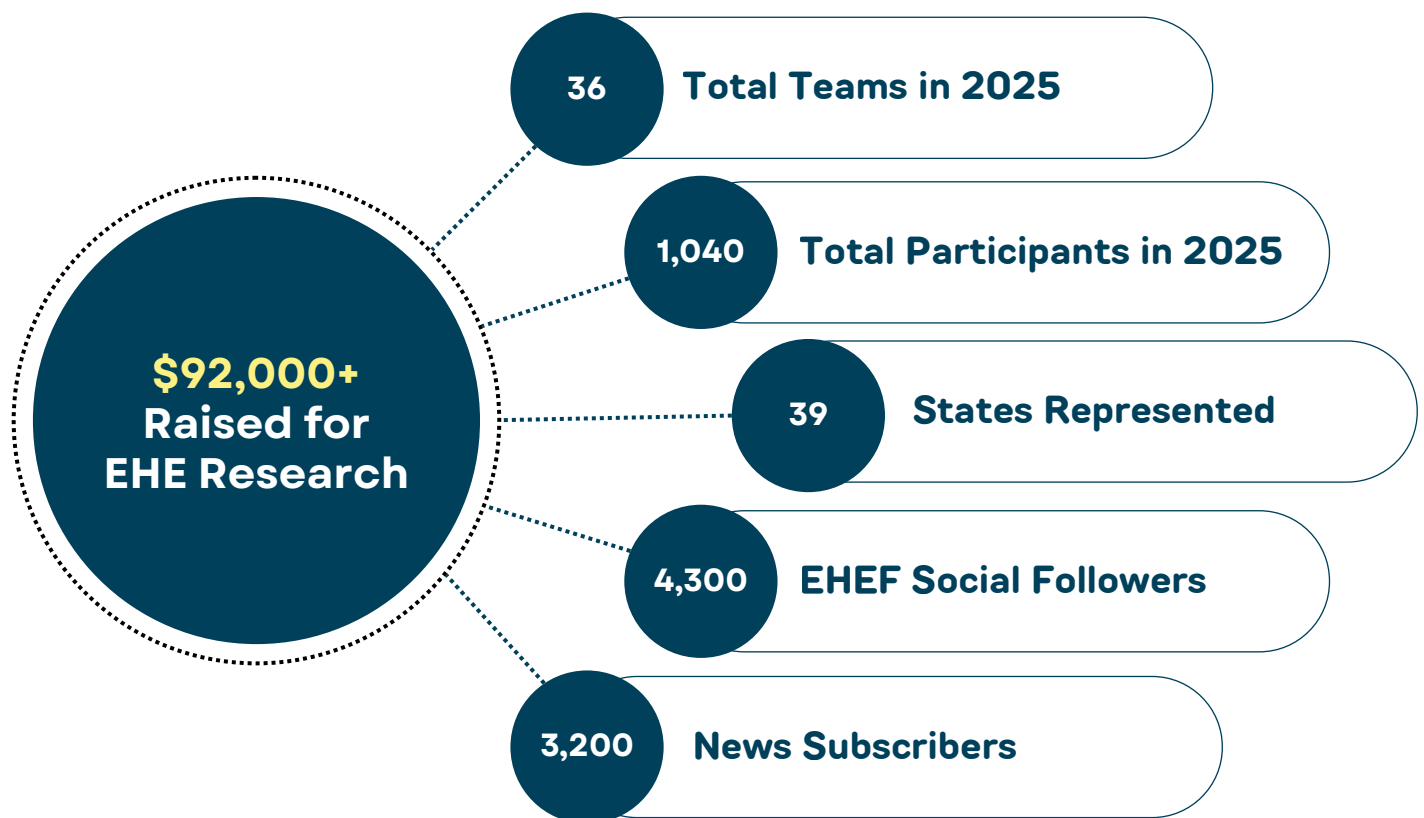 $92,000+
Raised for
EHE Research
36
Total Teams in 2025
1,040
Total Participants in 2025
39
States Represented
4,300
EHEF Social Followers
3,200
News Subscribers